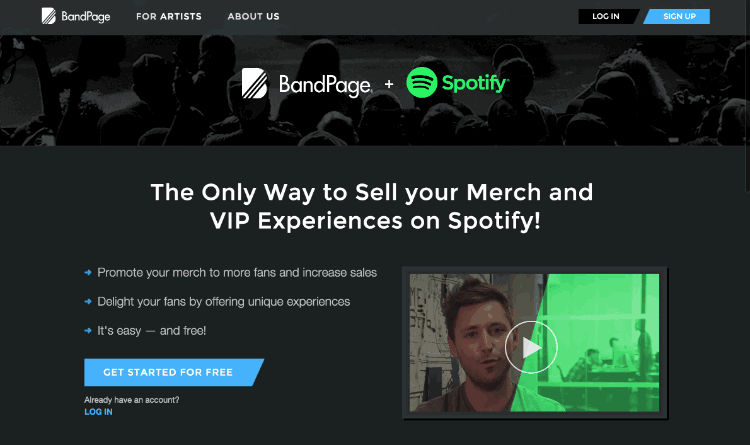 BandPage FOR ARTISTS ABOUT US LOG IN SIGN UP
BandPage + Spotify
The Only Way to Sell your Merch and
VIP Experiences on Spotify!
Promote your merch to more fans and increase sales
Delight your fans by offering unique experiences
It's easy — and free!
GET STARTED FOR FREE
Already have an account?
LOG IN